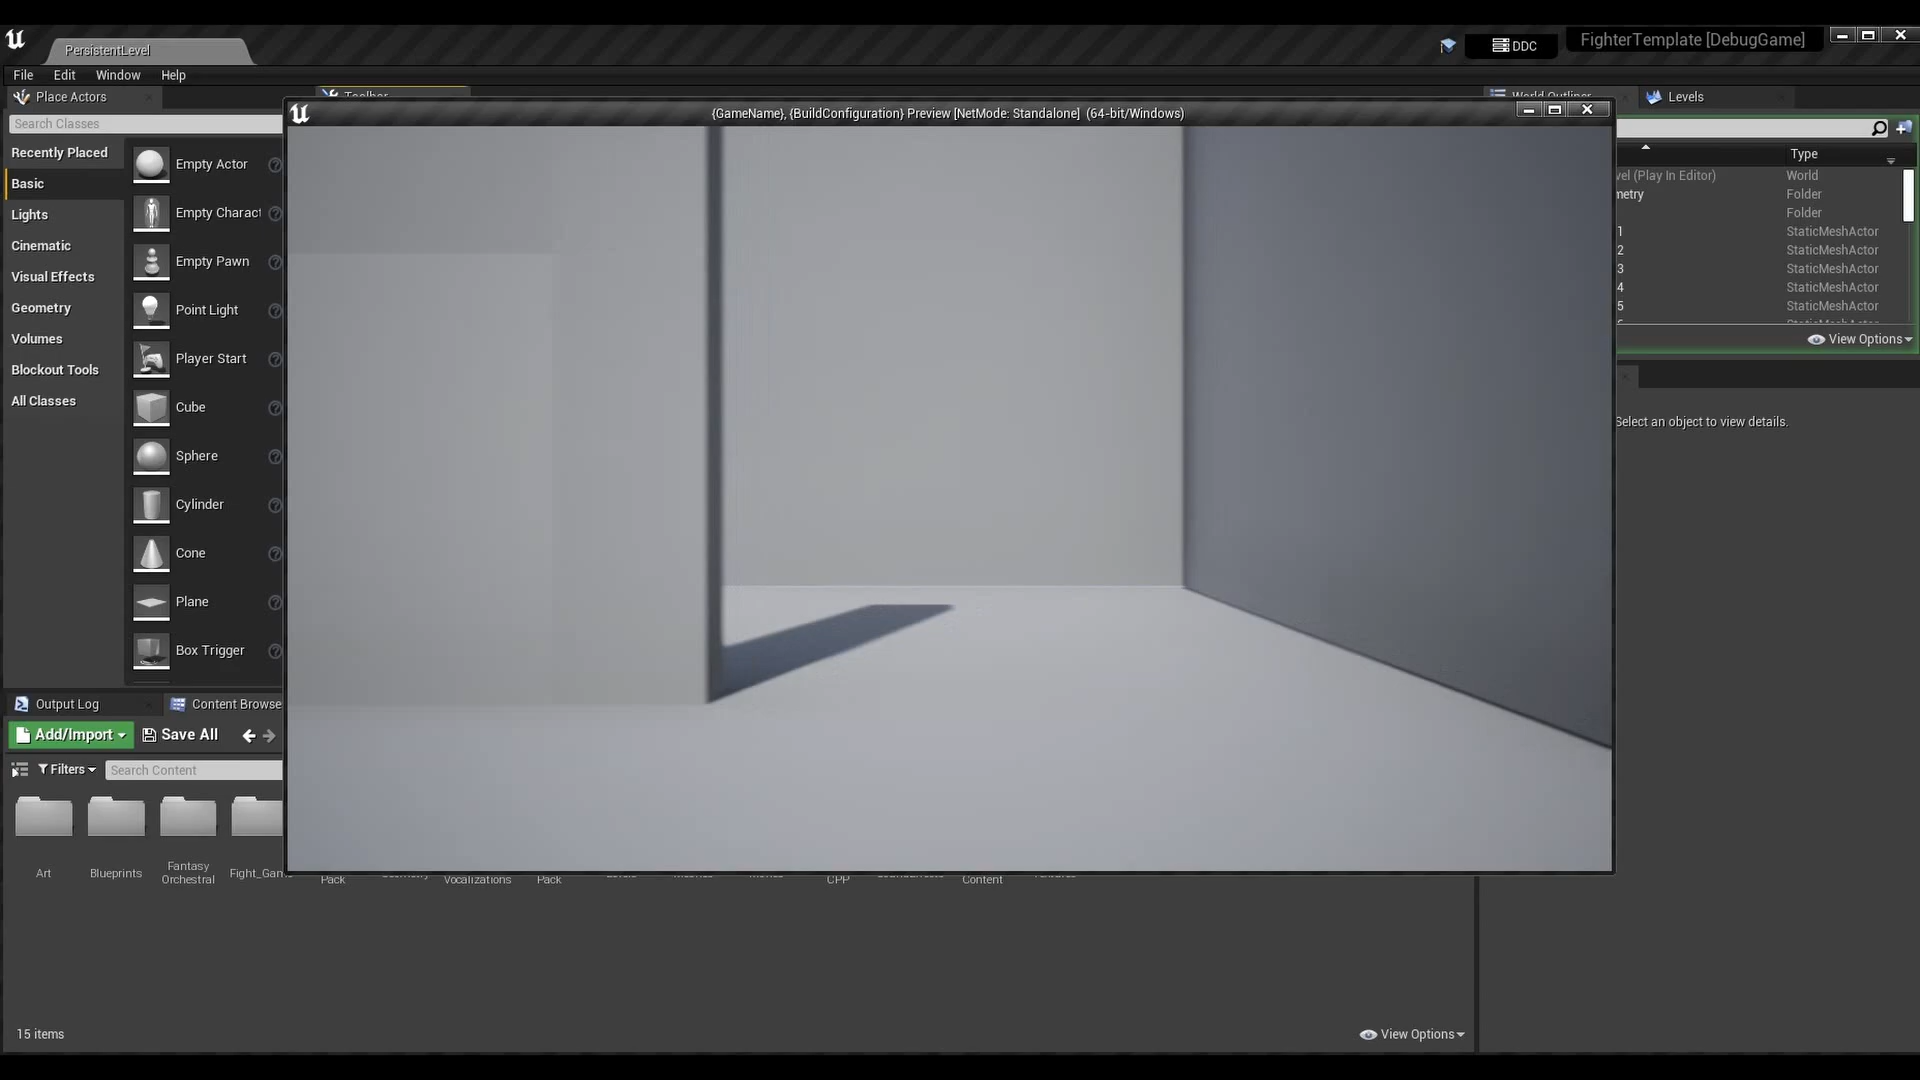 PersistentLevel
DDC
FighterTemplate [DebugGame]
File Edit Window Help
Place Actors
Toolbar
World Outliner
Levels
{GameName}, {BuildConfiguration} Preview [NetMode: Standalone] (64-bit/Windows)
Search Classes
Recently Placed
Basic
Lights
Cinematic
Visual Effects
Geometry
Volumes
Blockout Tools
All Classes
Empty Actor
Empty Charact
Empty Pawn
Point Light
Player Start
Cube
Sphere
Cylinder
Cone
Plane
Box Trigger
Type
vel (Play In Editor) World
metry Folder
Folder
1 StaticMeshActor
2 StaticMeshActor
3 StaticMeshActor
4 StaticMeshActor
5 StaticMeshActor
StaticMeshActor
View Options
Select an object to view details.
Output Log
Content Browse
Add/Import
Save All
Filters
Search Content
Art
Blueprints
Fantasy
Orchestral
Fight_Gam
Pack
Vocalizations
Pack
CPP
Content
15 items
View Options